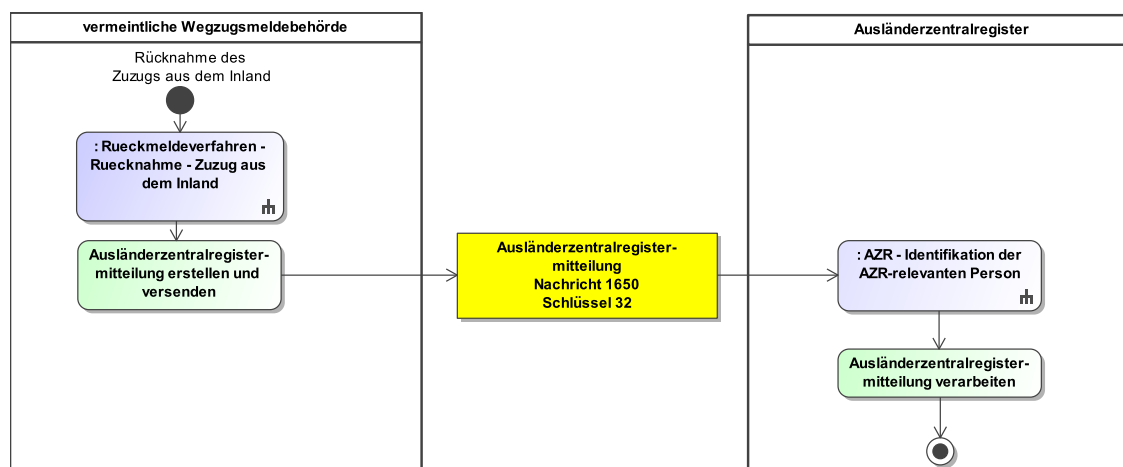 vermeintliche Wegzugsmeldebehörde
Rücknahme des
Zuzugs aus dem Inland
: Rueckmeldeverfahren -
Ruecknahme - Zuzug aus
dem Inland
Ausländerzentralregister-
mitteilung erstellen und
versenden
Ausländerzentralregister-
mitteilung
Nachricht 1650
Schlüssel 32
Ausländerzentralregister
: AZR - Identifikation der
AZR-relevanten Person
Ausländerzentralregister-
mitteilung verarbeiten